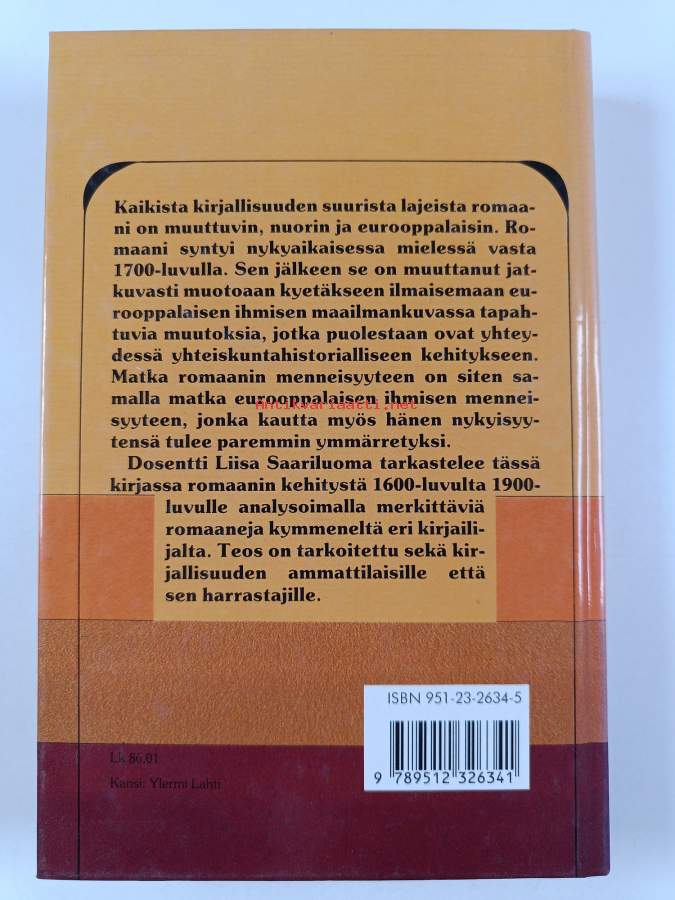 Kaikista kirjallisuuden suurista lajeista romaa-
ni on muuttuvin, nuorin ja eurooppalaisin. Ro-
maani syntyi nykyaikaisessa mielessä vasta
1700-luvulla. Sen jälkeen se on muuttanut jat-
kuvasti muotoaan kyetäkseen ilmaisemaan eu-
rooppalaisen ihmisen maailmankuvassa tapah-
tuvia muutoksia, jotka puolestaan ovat yhtey-
dessä yhteiskuntahistorialliseen kehitykseen.
Matka romaanin menneisyyteen on siten sa-
malla matka eurooppalaisen ihmisen mennei-
Antikvariaatti.net
syyteen, jonka kautta myös hänen nykyisyy-
tensä tulee paremmin ymmärretyksi.
Dosentti Liisa Saariluoma tarkastelee tässä
kirjassa romaanin kehitystä 1600-luvulta 1900-
luvulle analysoimalla merkittäviä
romaaneja kymmeneltä eri kirjaili-
jalta. Teos on tarkoitettu sekä kir-
jallisuuden ammattilaisille että
sen harrastajille.
ISBN 951-23-2634-5
9 789512 326341
Lk 86.01
Kansi: Ylermi Lahti